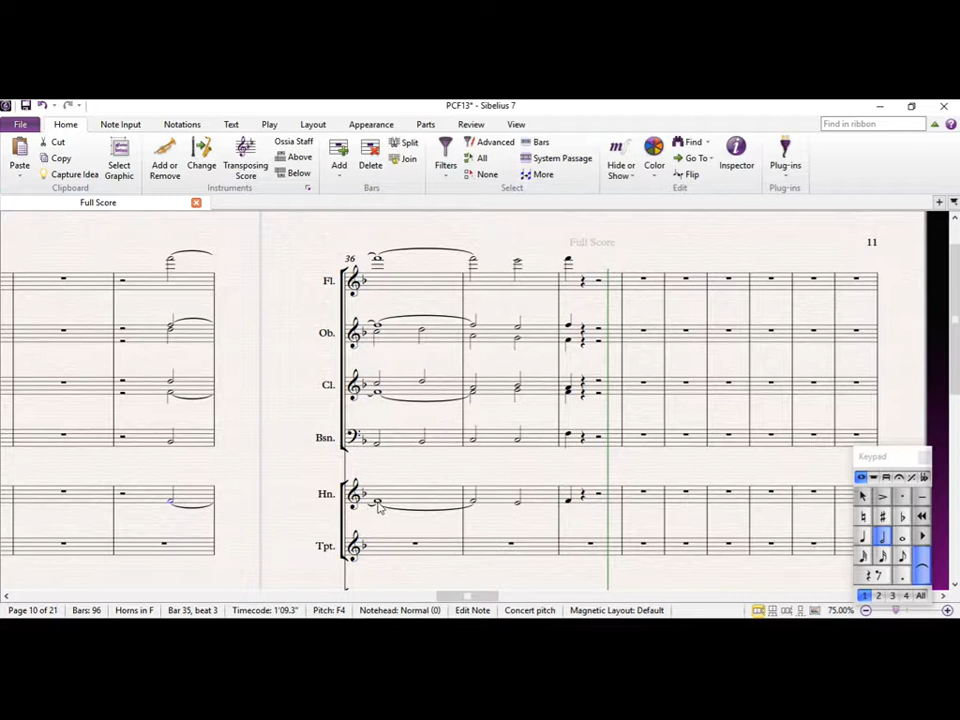 PCF13* - Sibelius 7
File Home Note Input Notations Text Play Layout Appearance Parts Review View Find in ribbon
Paste Cut Copy Capture Idea Select Graphic Add or Remove Change Transposing Score Ossia Staff Above Below Add Delete Split Join Filters Advanced All None Bars System Passage More Hide or Show Color Find Go To Flip Inspector Plug-ins
Clipboard Instruments Bars Select Edit Plug-ins
Full Score
Full Score 11
36
Fl.
Ob.
Cl.
Bsn.
Keypad
Hn.
Tpt.
1 2 3 4 All
Page 10 of 21 Bars: 96 Horns in F Bar 35, beat 3 Timecode: 1'09.3" Pitch: F4 Notehead: Normal (0) Edit Note Concert pitch Magnetic Layout: Default 75.00%